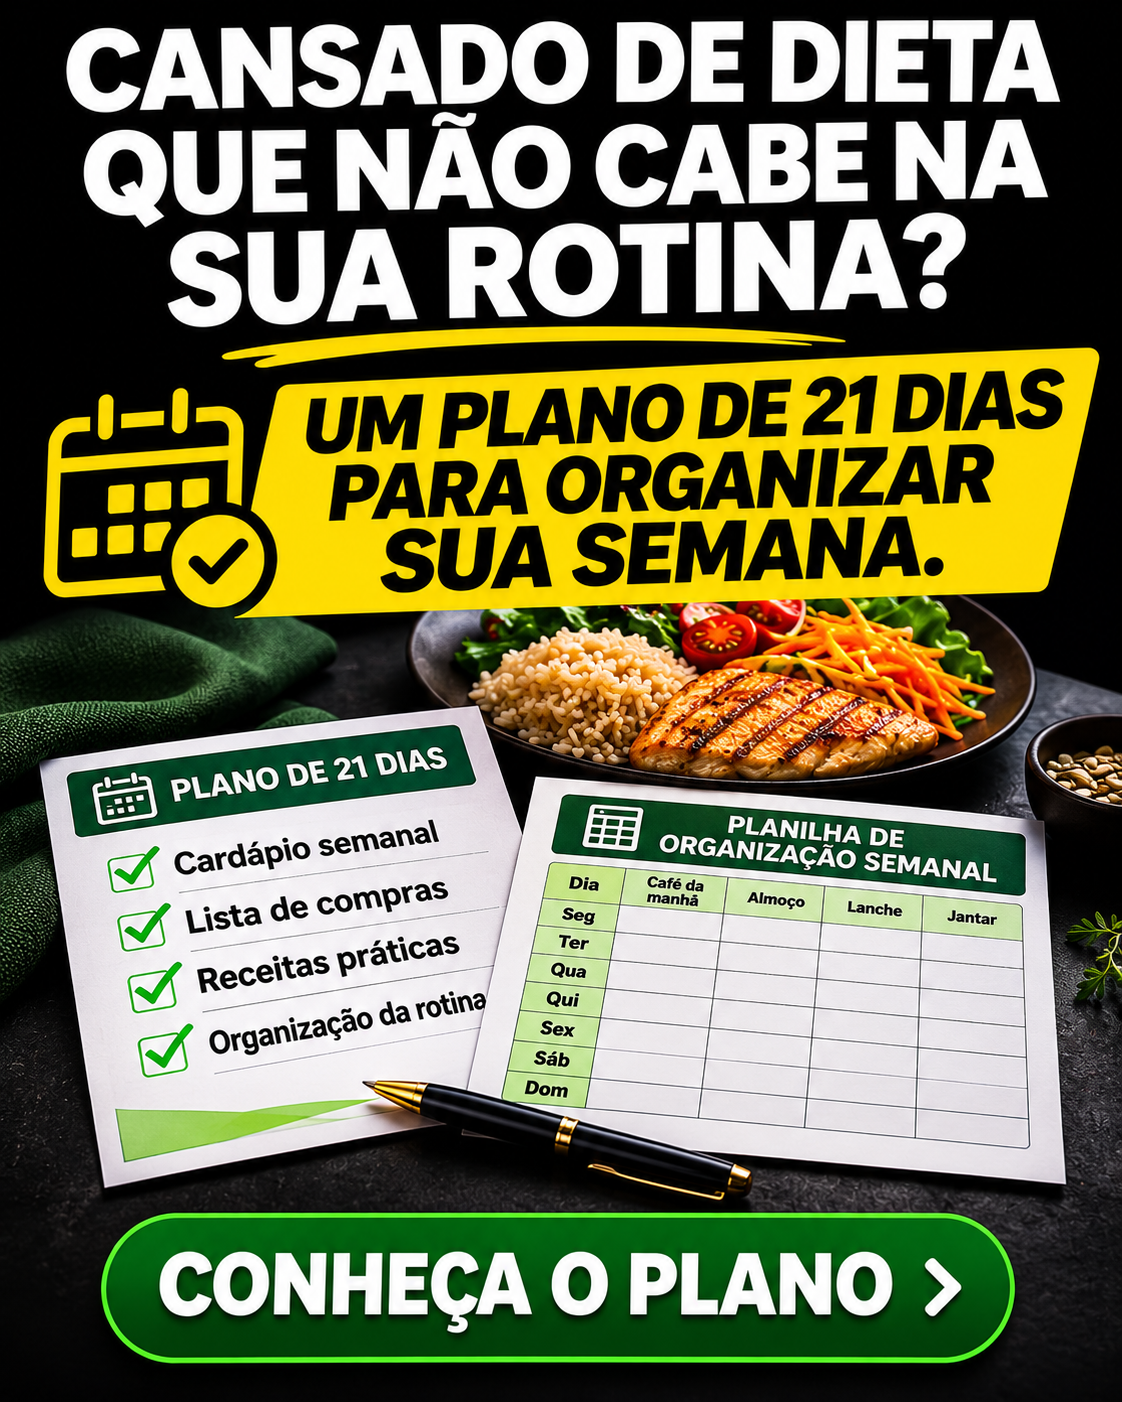 CANSADO DE DIETA
QUE NÃO CABE NA
SUA ROTINA?
UM PLANO DE 21 DIAS
PARA ORGANIZAR
SUA SEMANA.
PLANO DE 21 DIAS
Cardápio semanal
Lista de compras
Receitas práticas
Organização da rotina
PLANILHA DE
ORGANIZAÇÃO SEMANAL
Dia Café da manhã Almoço Lanche Jantar
Seg
Ter
Qua
Qui
Sex
Sáb
Dom
CONHEÇA O PLANO